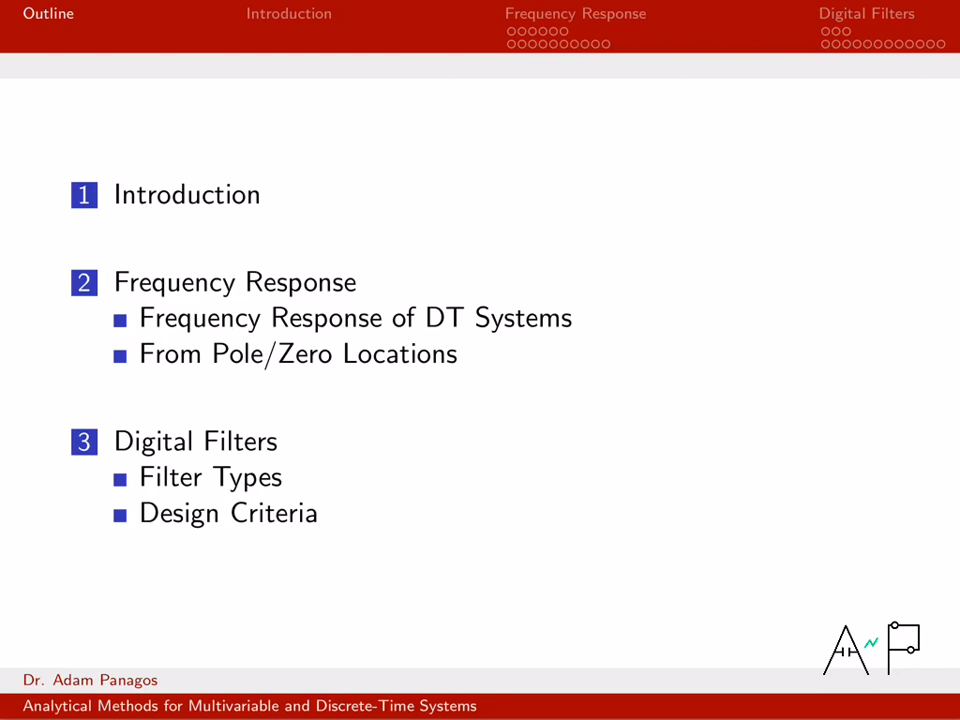 Outline Introduction Frequency Response Digital Filters
1 Introduction
2 Frequency Response
Frequency Response of DT Systems
From Pole/Zero Locations
3 Digital Filters
Filter Types
Design Criteria
AP
Dr. Adam Panagos
Analytical Methods for Multivariable and Discrete-Time Systems